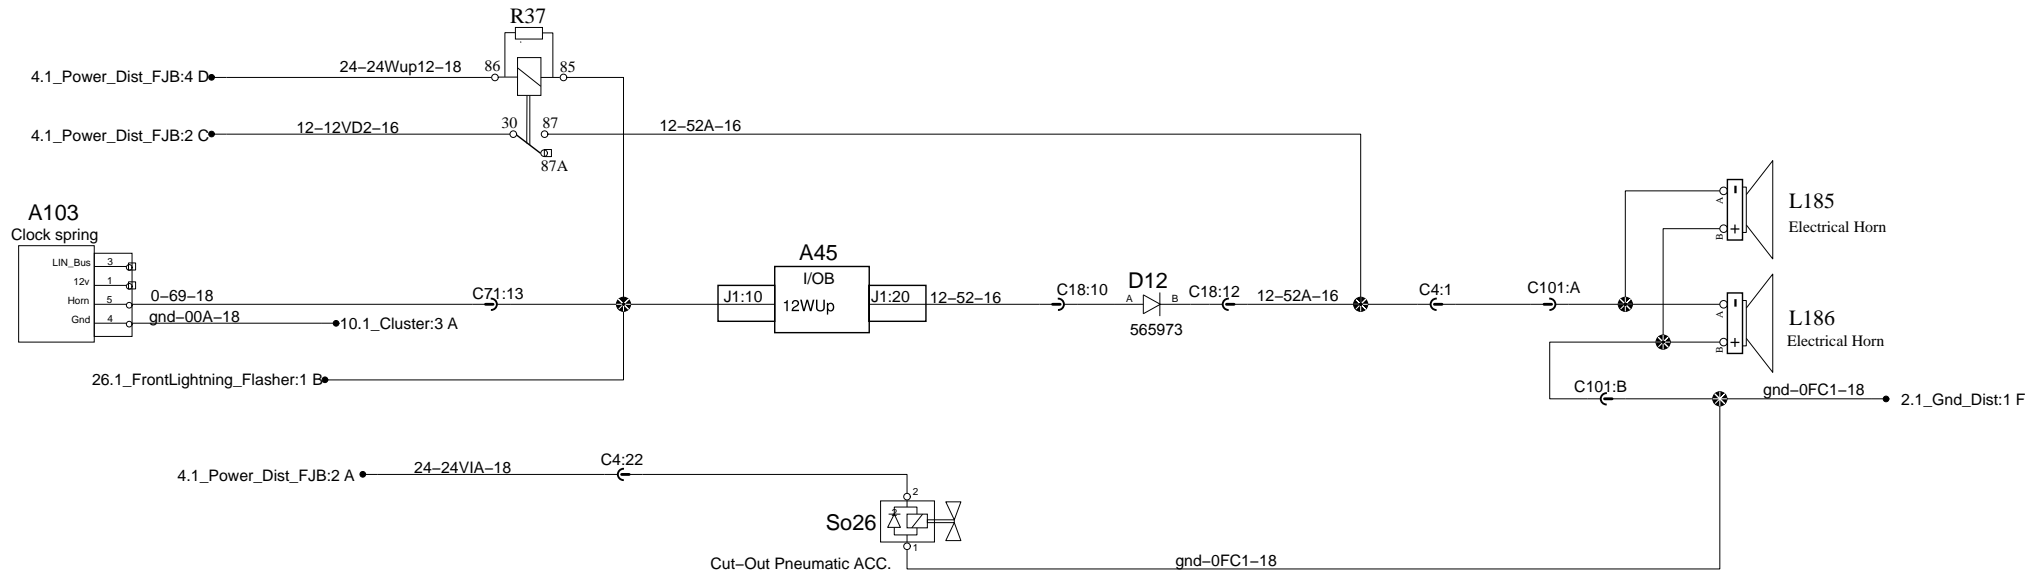 R37
4.1_Power_Dist_FJB:4 D
24-24Wup12-18
86
85
4.1_Power_Dist_FJB:2 C
12-12VD2-16
30
87
12-52A-16
87A
A103
Clock spring
LIN_Bus 3
12v 1
Horn 5
Gnd 4
0-69-18
gnd-00A-18
C71:13
10.1_Cluster:3 A
26.1_FrontLightning_Flasher:1 B
A45
I/OB
12WUp
J1:10
J1:20
12-52-16
C18:10
D12
A
B
565973
C18:12
12-52A-16
C4:1
C101:A
A
-
B
+
L185
Electrical Horn
A
-
B
+
L186
Electrical Horn
C101:B
gnd-0FC1-18
2.1_Gnd_Dist:1 F
4.1_Power_Dist_FJB:2 A
24-24VIA-18
C4:22
2
So26
1
Cut-Out Pneumatic ACC.
gnd-0FC1-18